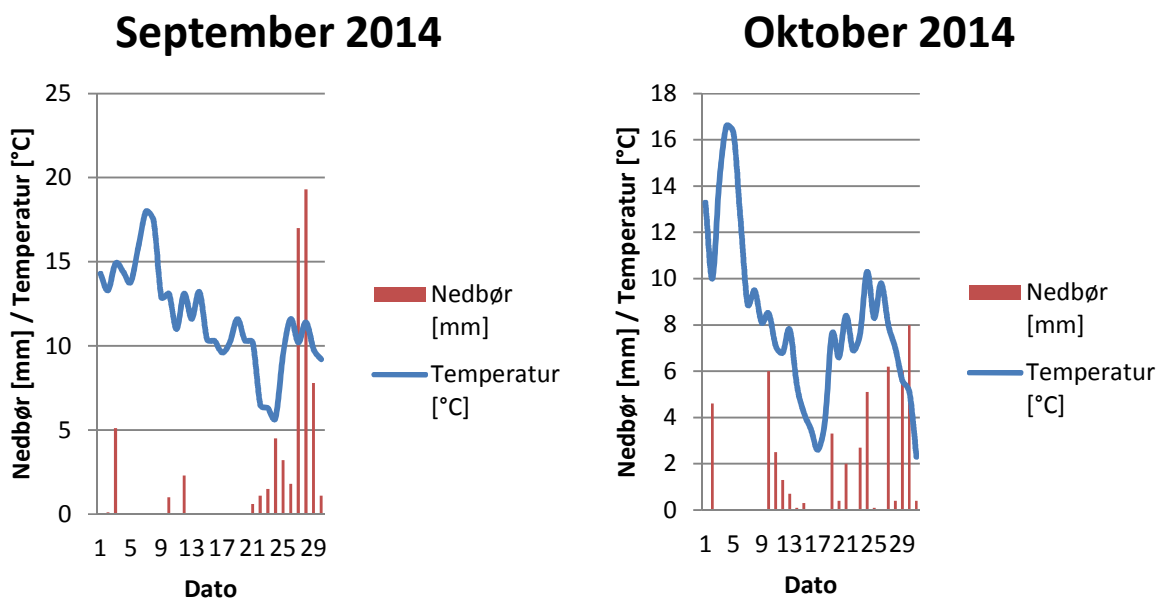 September 2014
Nedbør [mm] / Temperatur [°C]
25
20
15
10
5
0
1 5 9 13 17 21 25 29
Dato
Nedbør
[mm]
Temperatur
[°C]
Oktober 2014
Nedbør [mm] / Temperatur [°C]
18
16
14
12
10
8
6
4
2
0
1 5 9 13 17 21 25 29
Dato
Nedbør
[mm]
Temperatur
[°C]